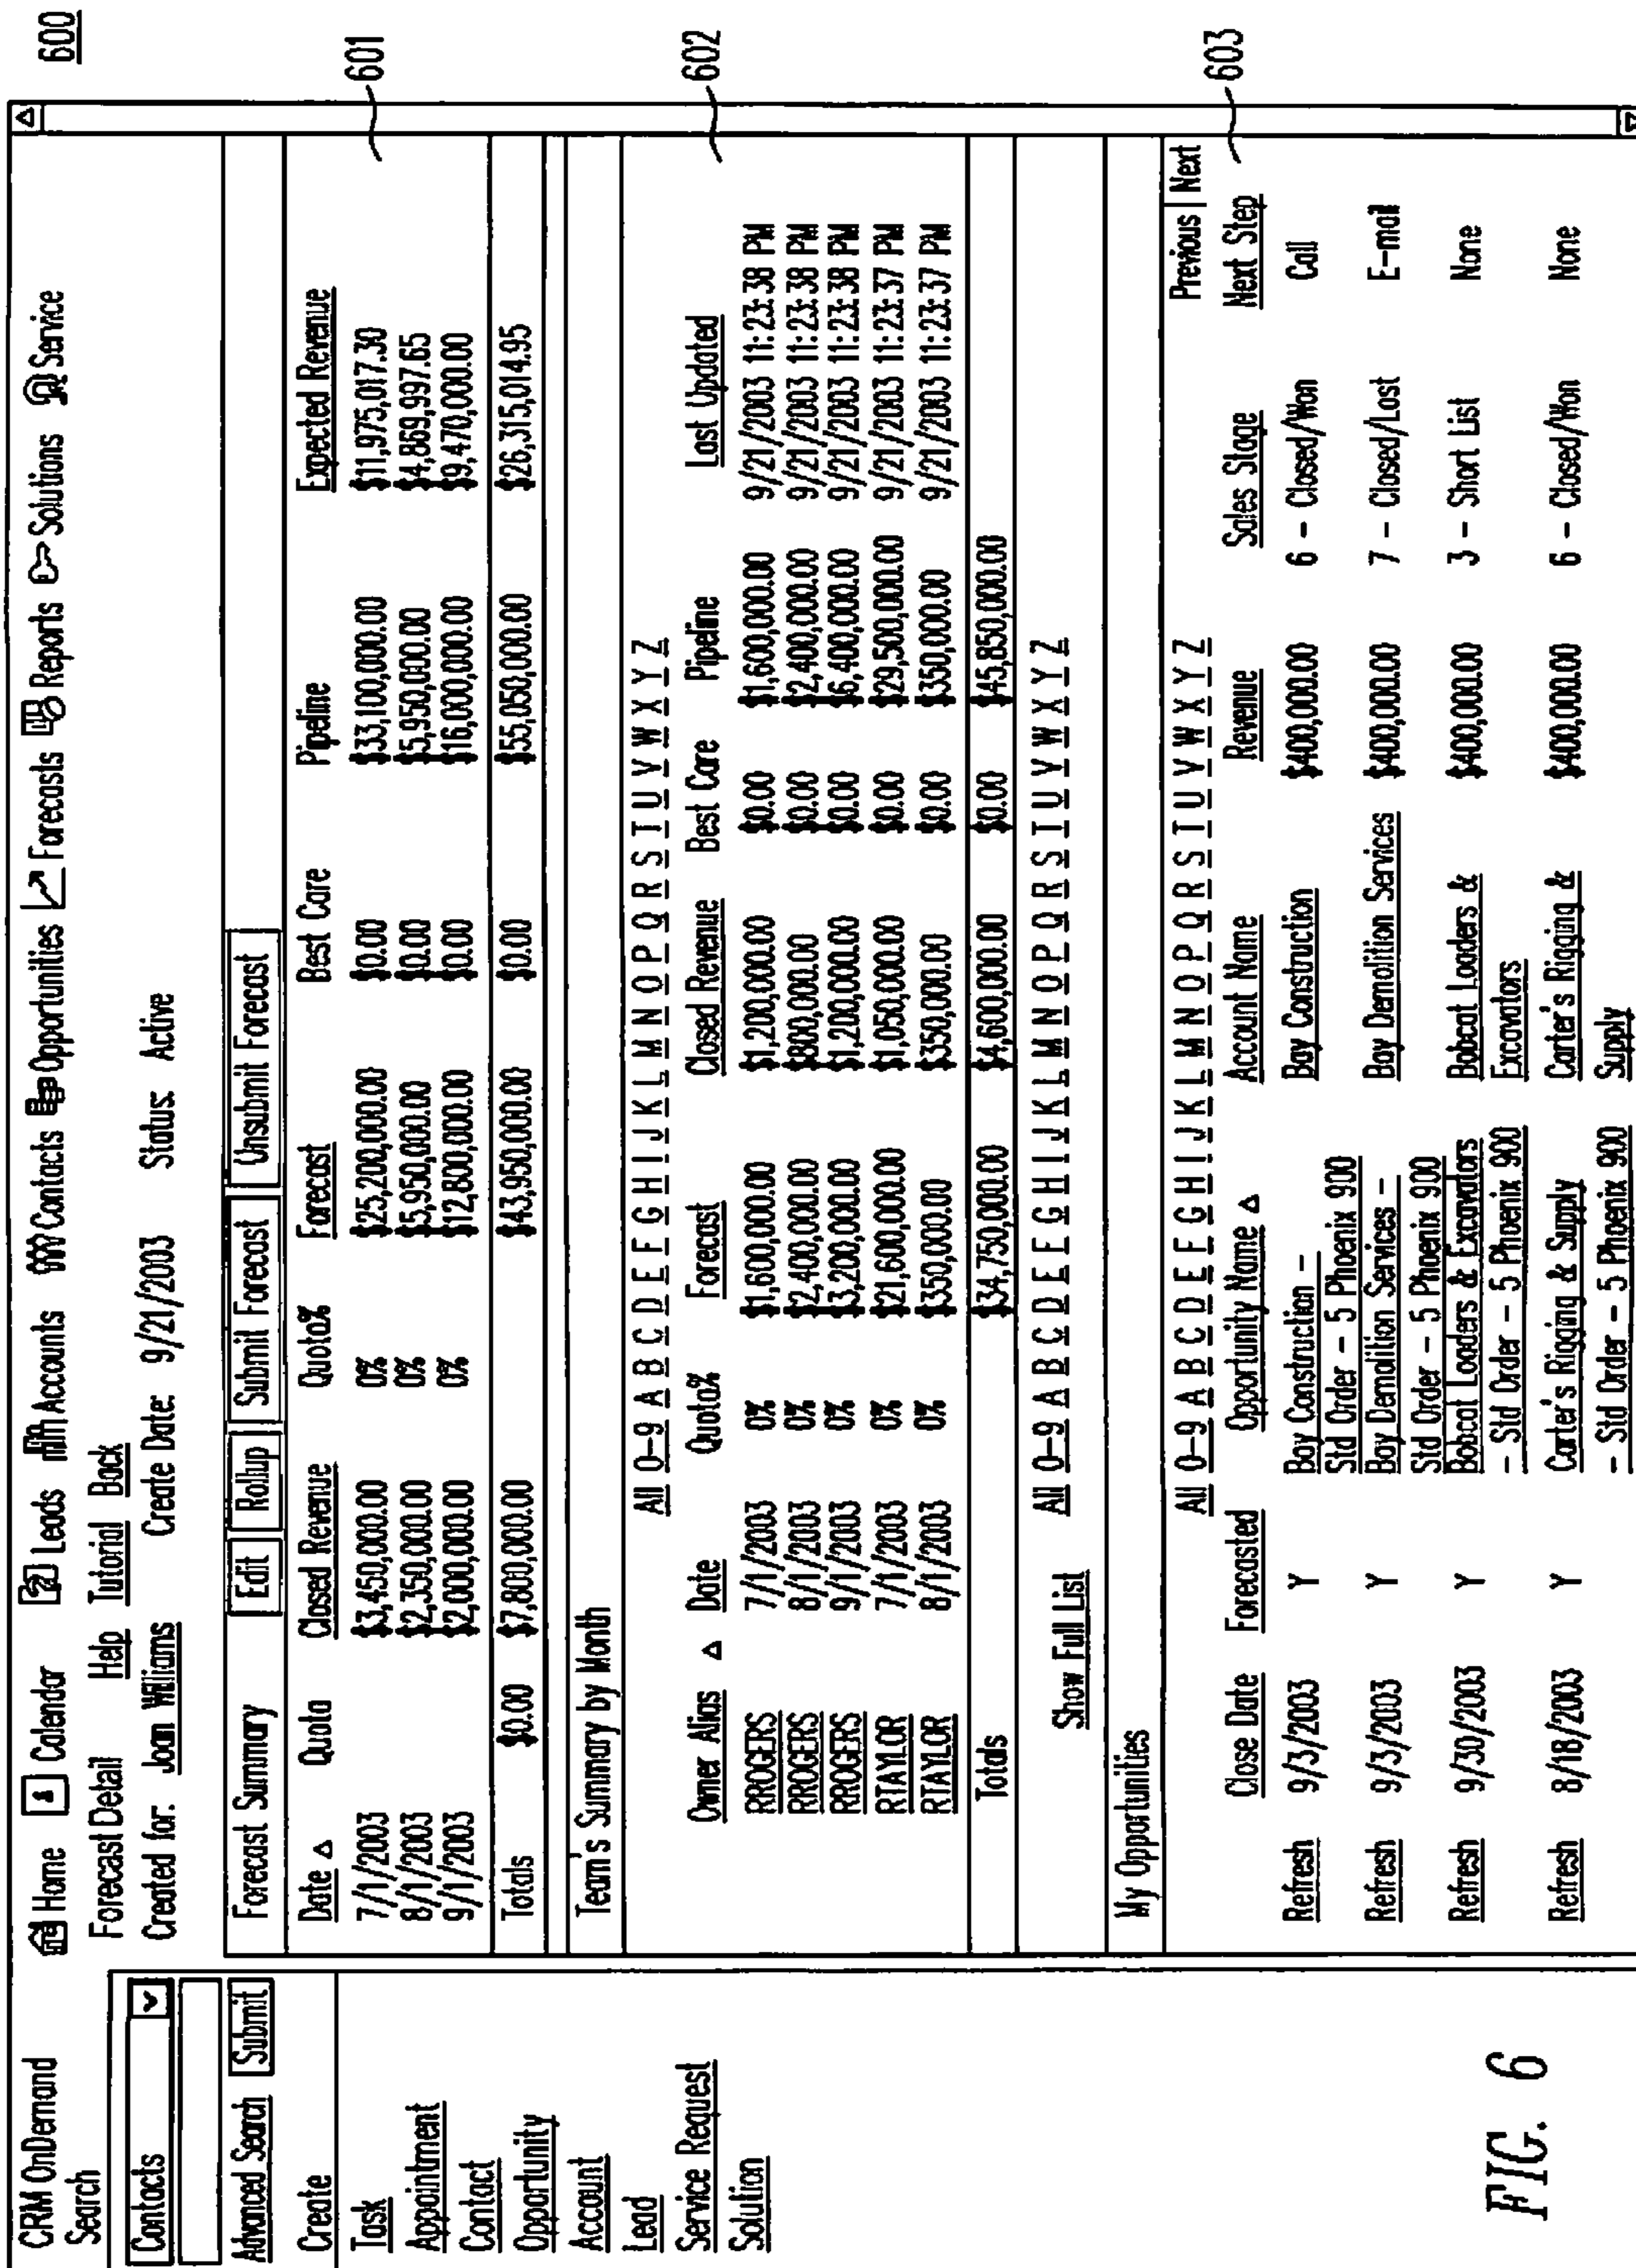 600
CRM OnDemand
Home Calendar Leads Accounts Contacts Opportunities Forecasts Reports Solutions Service
Search
Contacts
Advanced Search Submit
Create
Task
Appointment
Contact
Opportunity
Account
Lead
Service Request
Solution
Forecast Detail Help Tutorial Back
Created for: Joan Williams Create Date: 9/21/2003 Status: Active
Forecast Summary Edit Rollup Submit Forecast Unsubmit Forecast
Date Quota Closed Revenue Quota% Forecast Best Care Pipeline Expected Revenue
7/1/2003 $3,450,000.00 0% $25,200,000.00 $0.00 $33,100,000.00 $11,975,017.30
8/1/2003 $2,350,000.00 0% $5,950,000.00 $0.00 $5,950,000.00 $4,869,997.65
9/1/2003 $2,000,000.00 0% $12,800,000.00 $0.00 $16,000,000.00 $9,470,000.00
Totals $0.00 $7,800,000.00 $43,950,000.00 $0.00 $55,050,000.00 $26,315,014.95
601
Team's Summary by Month
All 0-9 A B C D E F G H I J K L M N O P Q R S T U V W X Y Z
Owner Alias Date Quota% Forecast Closed Revenue Best Care Pipeline Last Updated
RROGERS 7/1/2003 0% $1,600,000.00 $1,200,000.00 $0.00 $1,600,000.00 9/21/2003 11:23:38 PM
RROGERS 8/1/2003 0% $2,400,000.00 $800,000.00 $0.00 $2,400,000.00 9/21/2003 11:23:38 PM
RROGERS 9/1/2003 0% $3,200,000.00 $1,200,000.00 $0.00 $6,400,000.00 9/21/2003 11:23:38 PM
RTAYLOR 7/1/2003 0% $21,600,000.00 $1,050,000.00 $0.00 $29,500,000.00 9/21/2003 11:23:37 PM
RTAYLOR 8/1/2003 0% $350,000.00 $350,000.00 $0.00 $350,000.00 9/21/2003 11:23:37 PM
Totals $34,750,000.00 $4,600,000.00 $0.00 $45,850,000.00
602
Show Full List All 0-9 A B C D E F G H I J K L M N O P Q R S T U V W X Y Z
My Opportunities
Previous | Next
All 0-9 A B C D E F G H I J K L M N O P Q R S T U V W X Y Z
Close Date Forecasted Opportunity Name Account Name Revenue Sales Stage Next Step
603
Refresh 9/3/2003 Y Bay Construction – Bay Construction $400,000.00 6 - Closed/Won Call
Std Order – 5 Phoenix 900
Refresh 9/3/2003 Y Bay Demolition Services – Bay Demolition Services $400,000.00 7 - Closed/Lost E-mail
Std Order – 5 Phoenix 900
Refresh 9/30/2003 Y Bobcat Loaders & Excavators Bobcat Loaders & $400,000.00 3 - Short List None
– Std Order – 5 Phoenix 900 Excavators
Refresh 8/18/2003 Y Carter's Rigging & Supply Carter's Rigging & $400,000.00 6 - Closed/Won None
– Std Order – 5 Phoenix 900 Supply
FIG. 6